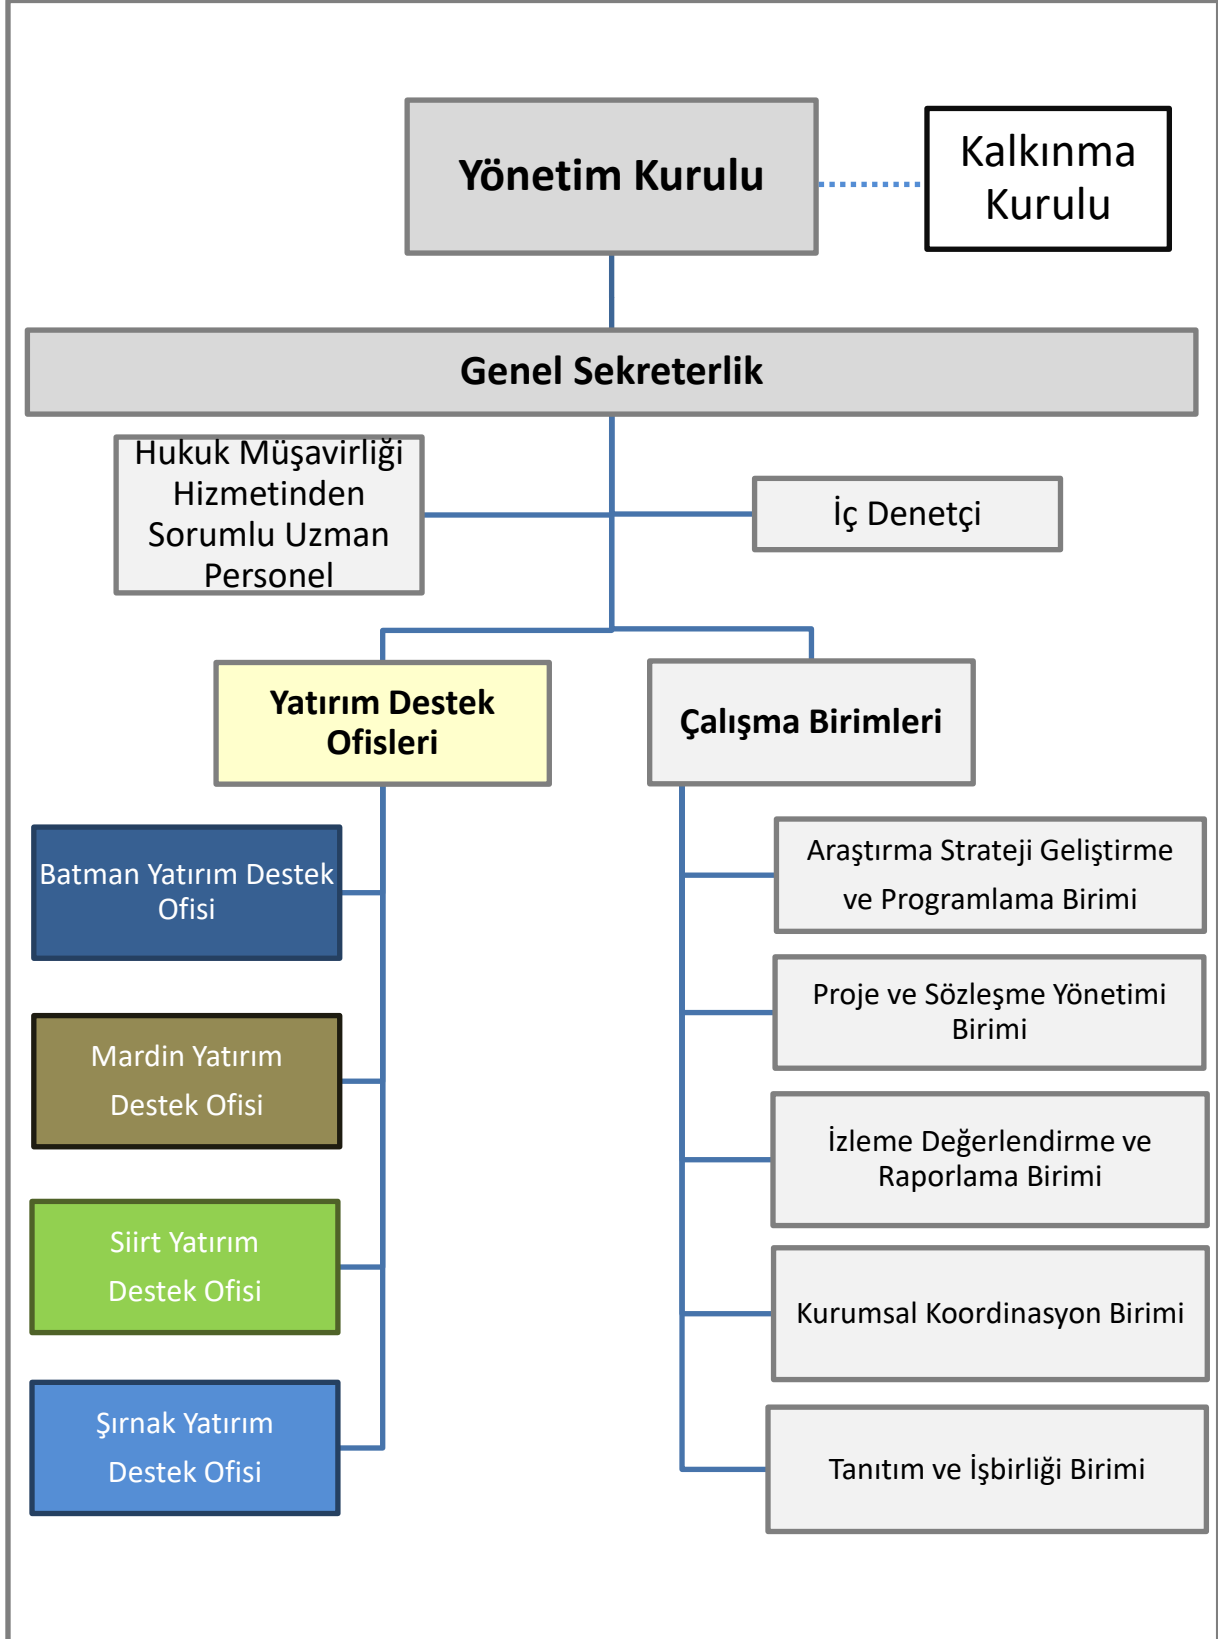 Yönetim Kurulu
Kalkınma
Kurulu
Genel Sekreterlik
Hukuk Müşavirliği
Hizmetinden
Sorumlu Uzman
Personel
İç Denetçi
Yatırım Destek
Ofisleri
Çalışma Birimleri
Batman Yatırım Destek
Ofisi
Mardin Yatırım
Destek Ofisi
Siirt Yatırım
Destek Ofisi
Şırnak Yatırım
Destek Ofisi
Araştırma Strateji Geliştirme
ve Programlama Birimi
Proje ve Sözleşme Yönetimi
Birimi
İzleme Değerlendirme ve
Raporlama Birimi
Kurumsal Koordinasyon Birimi
Tanıtım ve İşbirliği Birimi